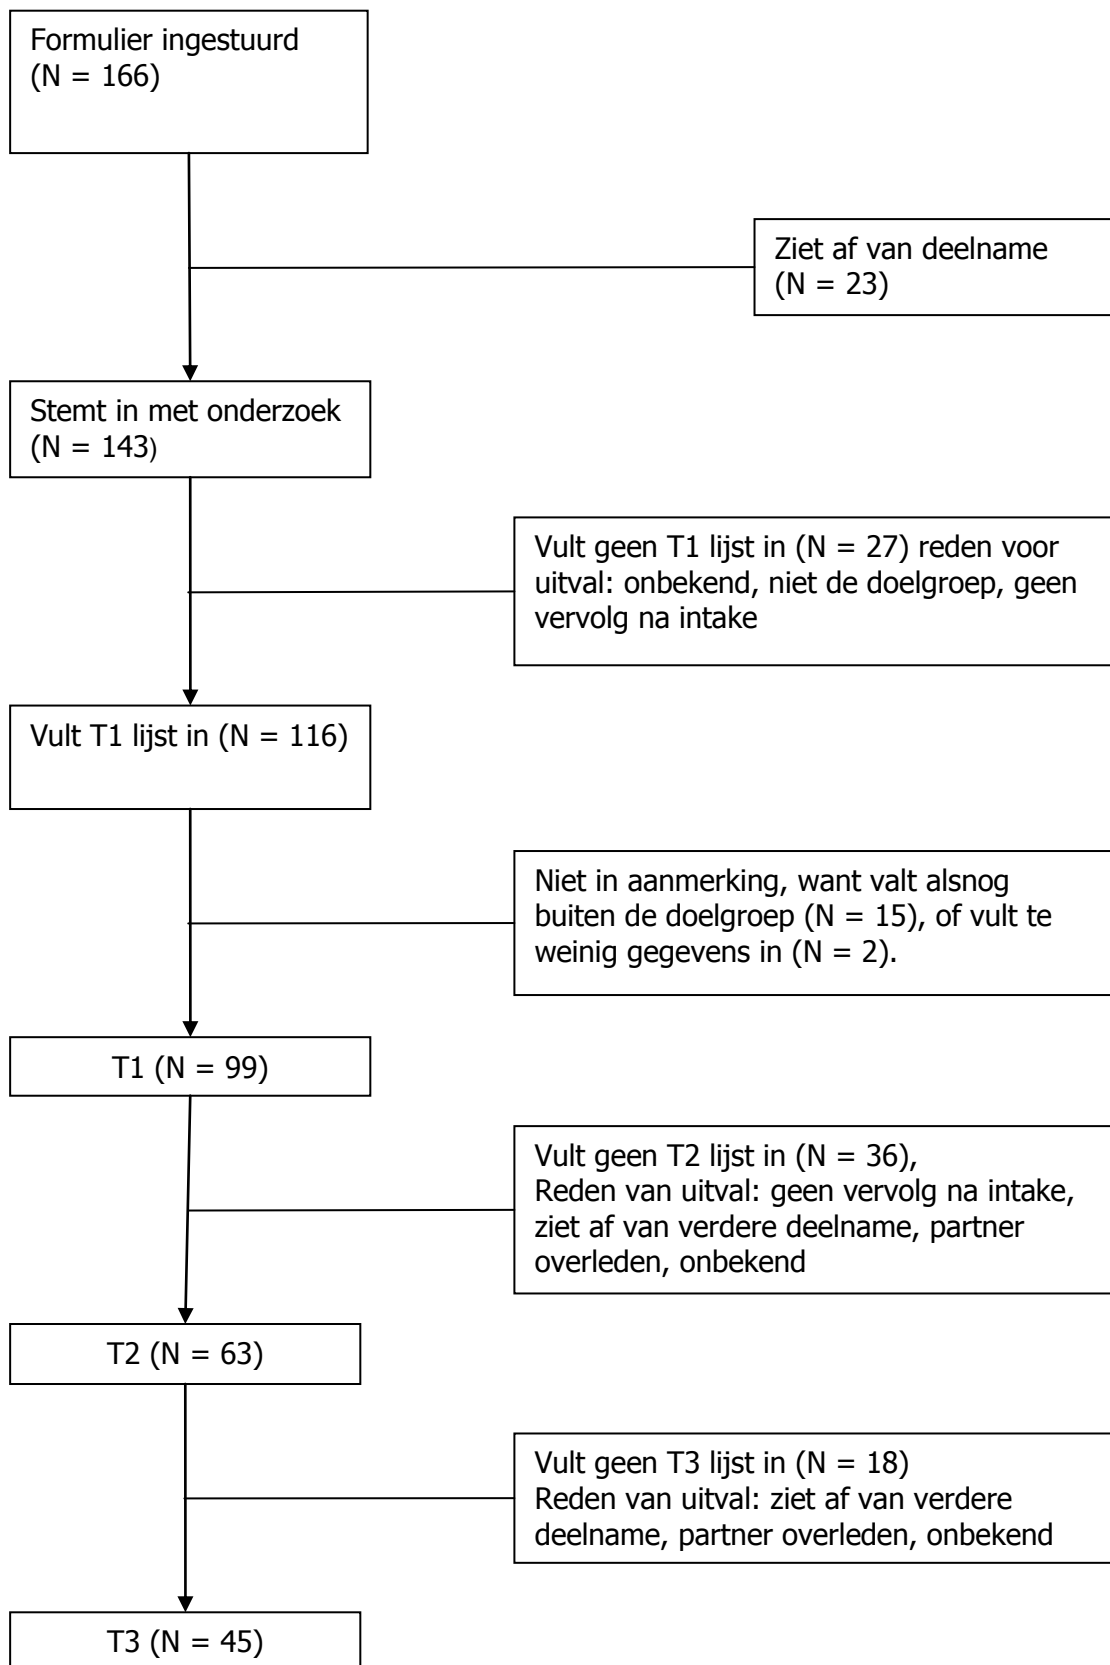 Formulier ingestuurd
(N = 166)
Ziet af van deelname
(N = 23)
Stemt in met onderzoek
(N = 143)
Vult geen T1 lijst in (N = 27) reden voor
uitval: onbekend, niet de doelgroep, geen
vervolg na intake
Vult T1 lijst in (N = 116)
Niet in aanmerking, want valt alsnog
buiten de doelgroep (N = 15), of vult te
weinig gegevens in (N = 2).
T1 (N = 99)
Vult geen T2 lijst in (N = 36),
Reden van uitval: geen vervolg na intake,
ziet af van verdere deelname, partner
overleden, onbekend
T2 (N = 63)
Vult geen T3 lijst in (N = 18)
Reden van uitval: ziet af van verdere
deelname, partner overleden, onbekend
T3 (N = 45)